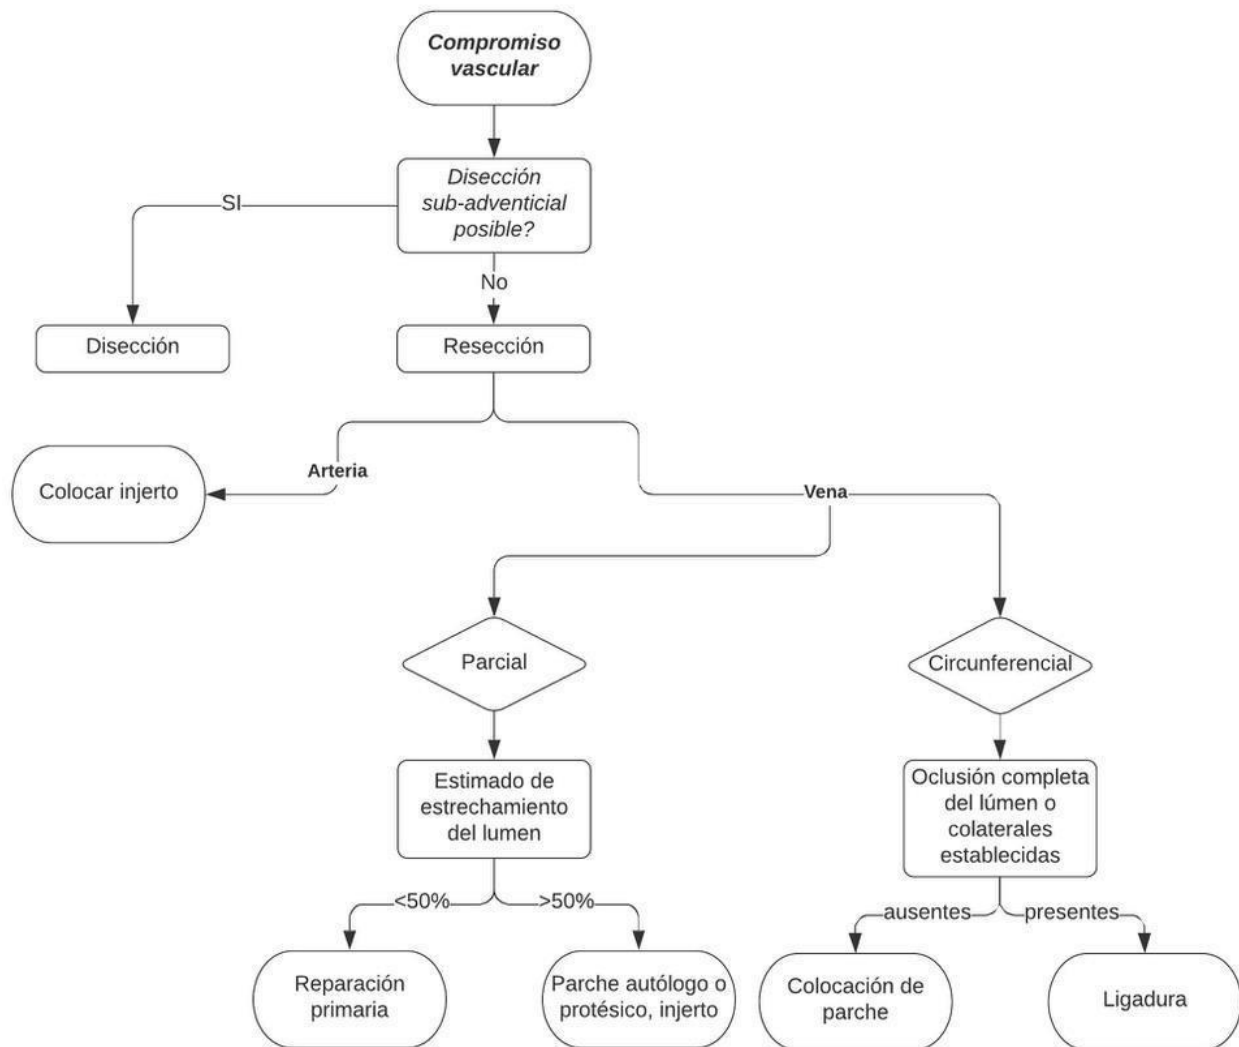 Compromiso
vascular
Disección
sub-adventicial
posible?
SI
No
Disección
Resección
Arteria
Colocar injerto
Vena
Parcial
Circunferencial
Estimado de
estrechamiento
del lumen
Oclusión completa
del lúmen o
colaterales
establecidas
<50%
>50%
ausentes
presentes
Reparación
primaria
Parche autólogo o
protésico, injerto
Colocación de
parche
Ligadura